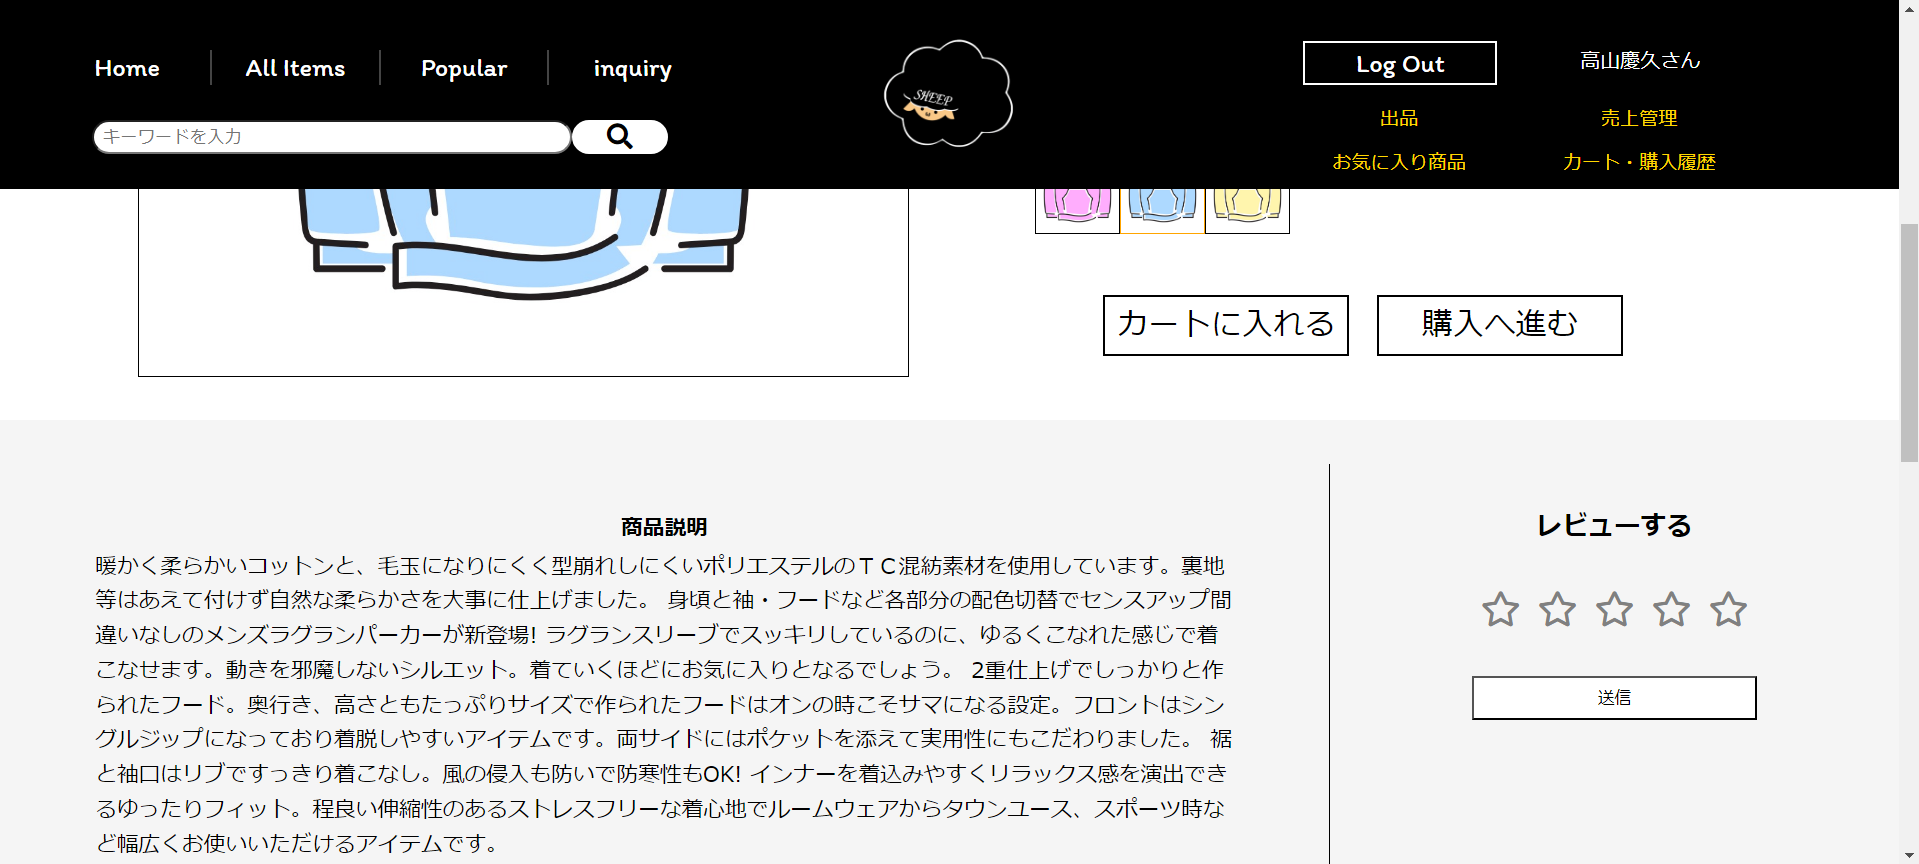 Home
All Items
Popular
inquiry
キーワードを入力
SHEEP
Log Out
高山慶久さん
出品
売上管理
お気に入り商品
カート・購入履歴
カートに入れる
購入へ進む
商品説明
暖かく柔らかいコットンと、毛玉になりにくく型崩れしにくいポリエステルのＴＣ混紡素材を使用しています。裏地
等はあえて付けず自然な柔らかさを大事に仕上げました。 身頃と袖・フードなど各部分の配色切替でセンスアップ間
違いなしのメンズラグランパーカーが新登場! ラグランスリーブでスッキリしているのに、ゆるくこなれた感じで着
こなせます。動きを邪魔しないシルエット。着ていくほどにお気に入りとなるでしょう。 2重仕上げでしっかりと作
られたフード。奥行き、高さともたっぷりサイズで作られたフードはオンの時こそサマになる設定。フロントはシン
グルジップになっており着脱しやすいアイテムです。両サイドにはポケットを添えて実用性にもこだわりました。 裾
と袖口はリブですっきり着こなし。風の侵入も防いで防寒性もOK! インナーを着込みやすくリラックス感を演出でき
るゆったりフィット。程良い伸縮性のあるストレスフリーな着心地でルームウェアからタウンユース、スポーツ時な
ど幅広くお使いいただけるアイテムです。
レビューする
送信